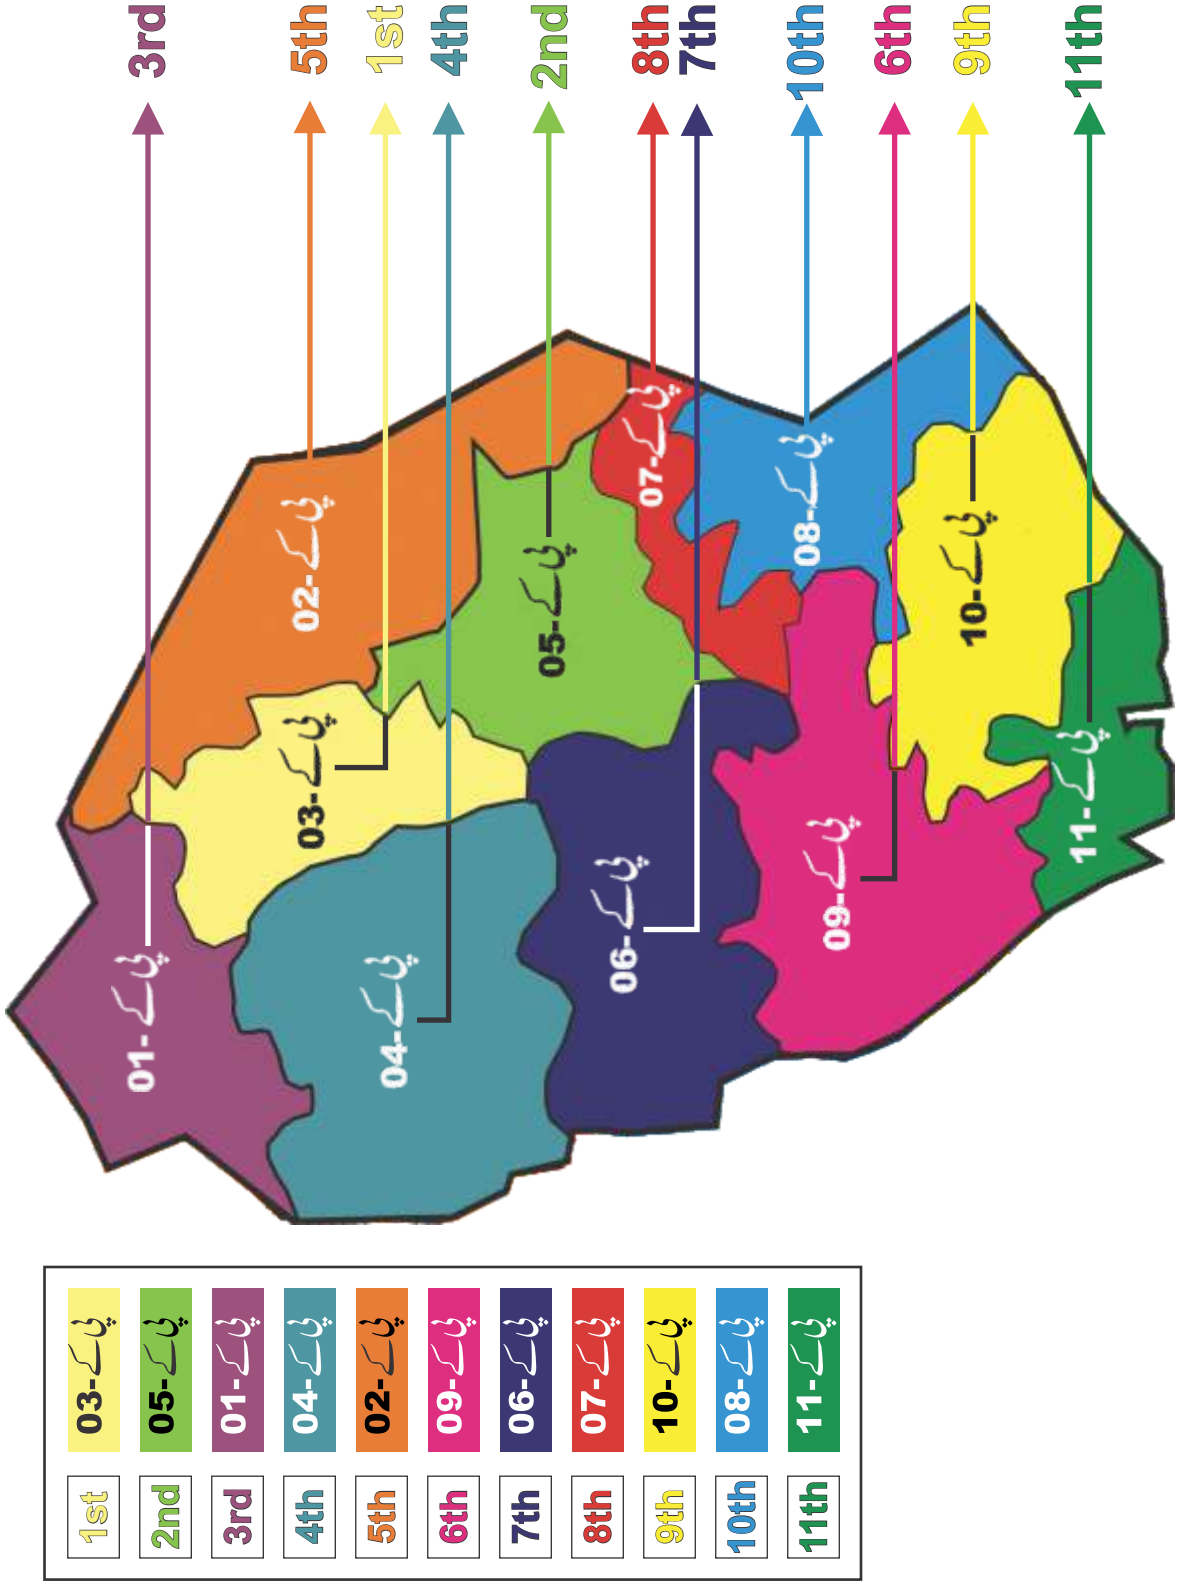 1st 03-پی کے
2nd 05-پی کے
3rd 01-پی کے
4th 04-پی کے
5th 02-پی کے
6th 09-پی کے
7th 06-پی کے
8th 07-پی کے
9th 10-پی کے
10th 08-پی کے
11th 11-پی کے
01-پی کے
3rd
02-پی کے
5th
03-پی کے
1st
04-پی کے
4th
05-پی کے
2nd
07-پی کے
8th
06-پی کے
7th
08-پی کے
10th
09-پی کے
6th
10-پی کے
9th
11-پی کے
11th